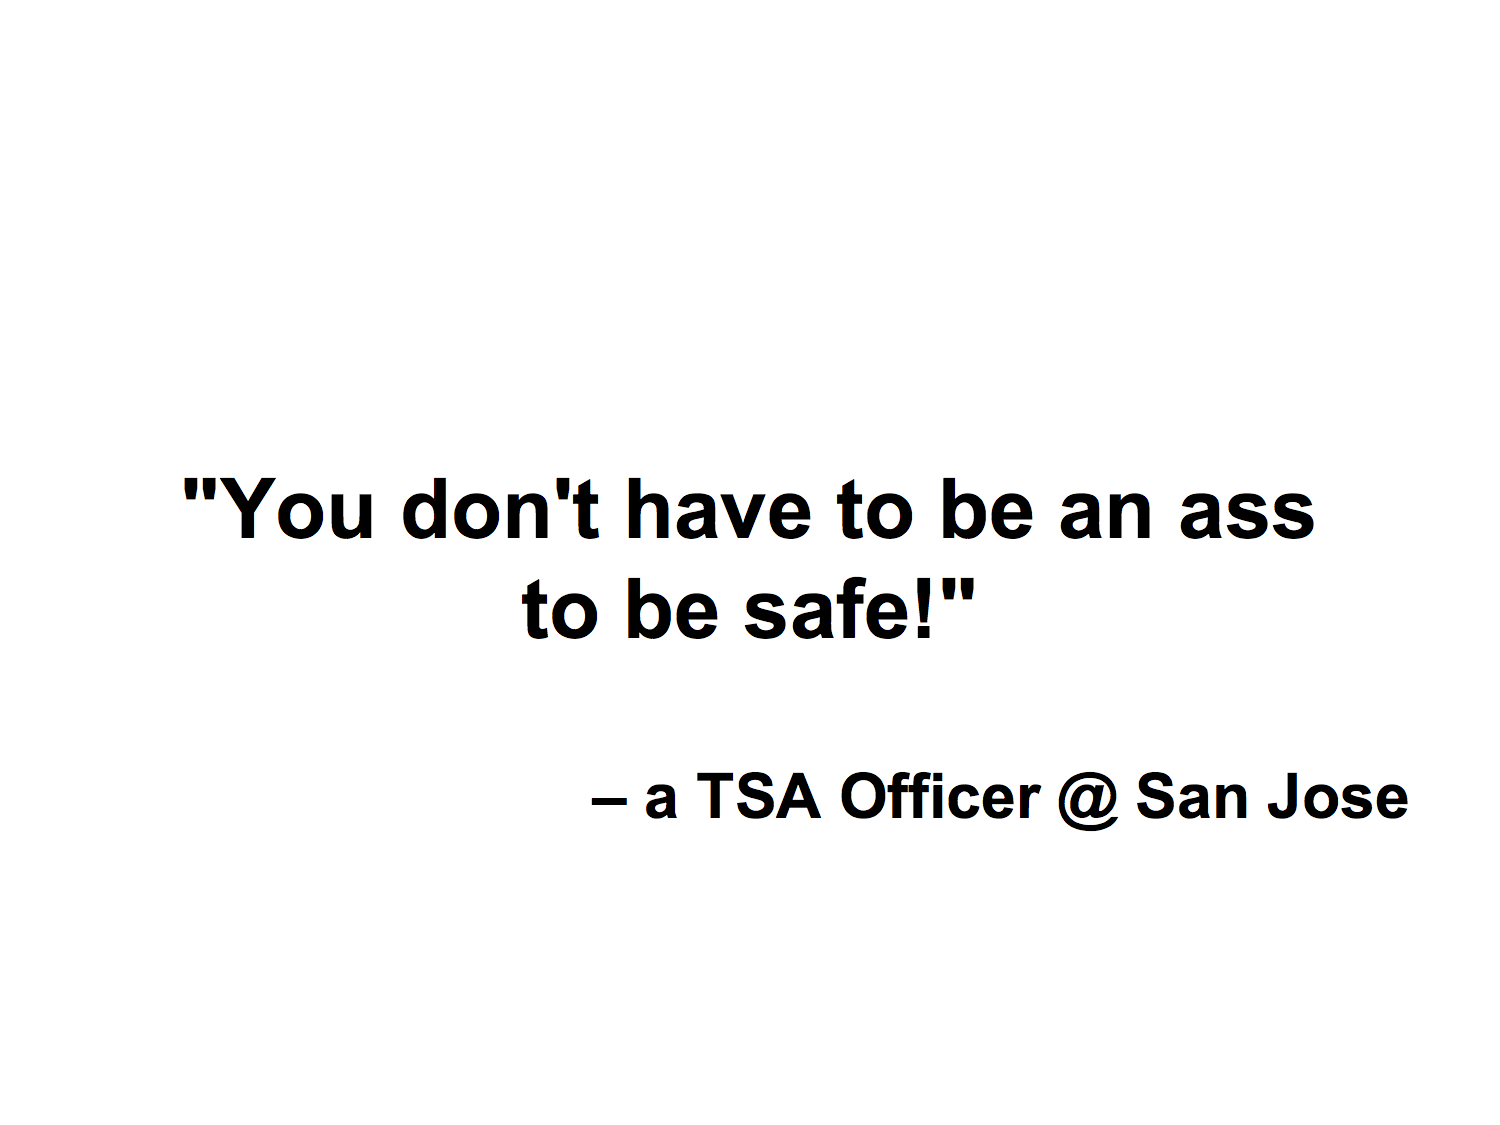 "You don't have to be an ass
to be safe!"
– a TSA Officer @ San Jose